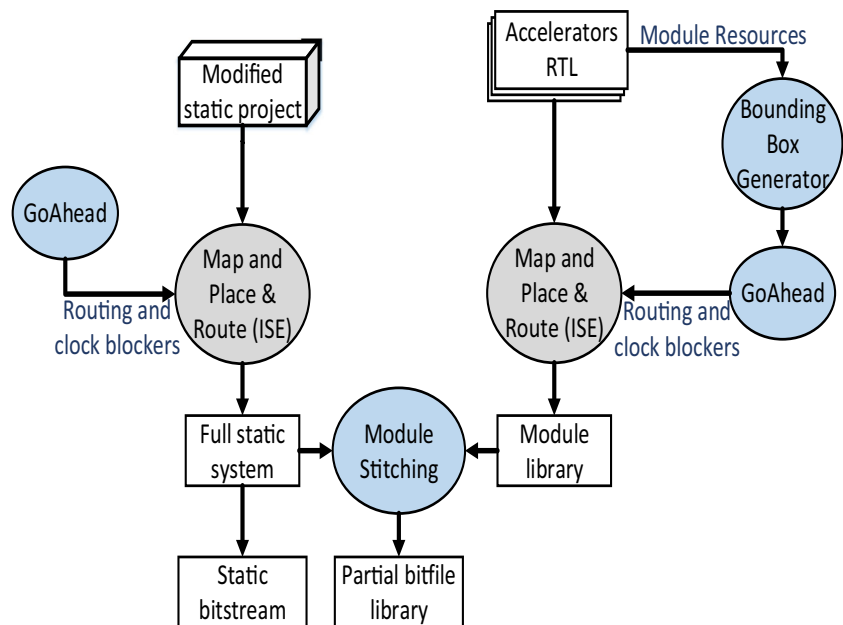 Accelerators
RTL
Module Resources
Modified
static project
Bounding
Box
Generator
GoAhead
Map and
Place &
Route (ISE)
Map and
Place &
Route (ISE)
GoAhead
Routing and
clock blockers
Routing and
clock blockers
Full static
system
Module
Stitching
Module
library
Static
bitstream
Partial bitfile
library